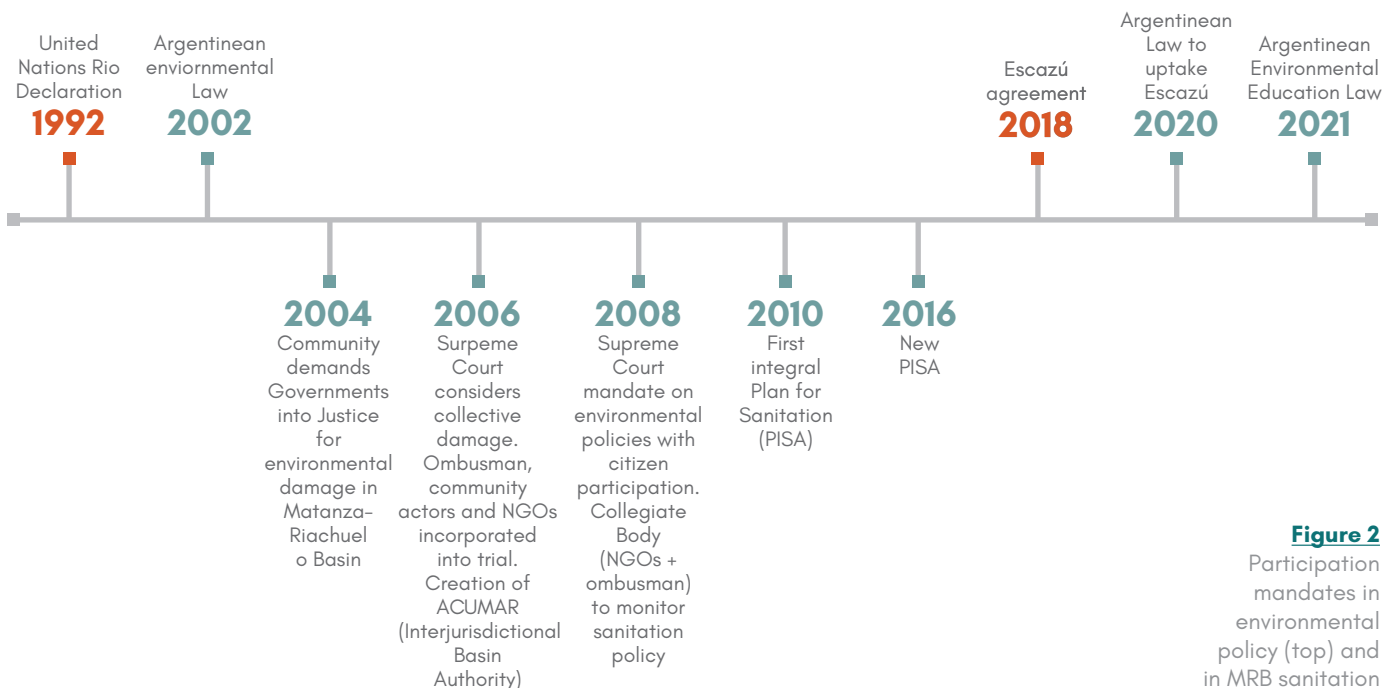 United
Nations Rio
Declaration
1992
Argentinean
enviornmental
Law
2002
Escazú
agreement
2018
Argentinean
Law to
uptake
Escazú
2020
Argentinean
Environmental
Education Law
2021
2004
Community
demands
Governments
into Justice
for
environmental
damage in
Matanza-
Riachuel
o Basin
2006
Surpeme
Court
considers
collective
damage.
Ombusman,
community
actors and NGOs
incorporated
into trial.
Creation of
ACUMAR
(Interjurisdictional
Basin
Authority)
2008
Supreme
Court
mandate on
environmental
policies with
citizen
participation.
Collegiate
Body
(NGOs +
ombusman)
to monitor
sanitation
policy
2010
First
integral
Plan for
Sanitation
(PISA)
2016
New
PISA
Figure 2
Participation
mandates in
environmental
policy (top) and
in MRB sanitation